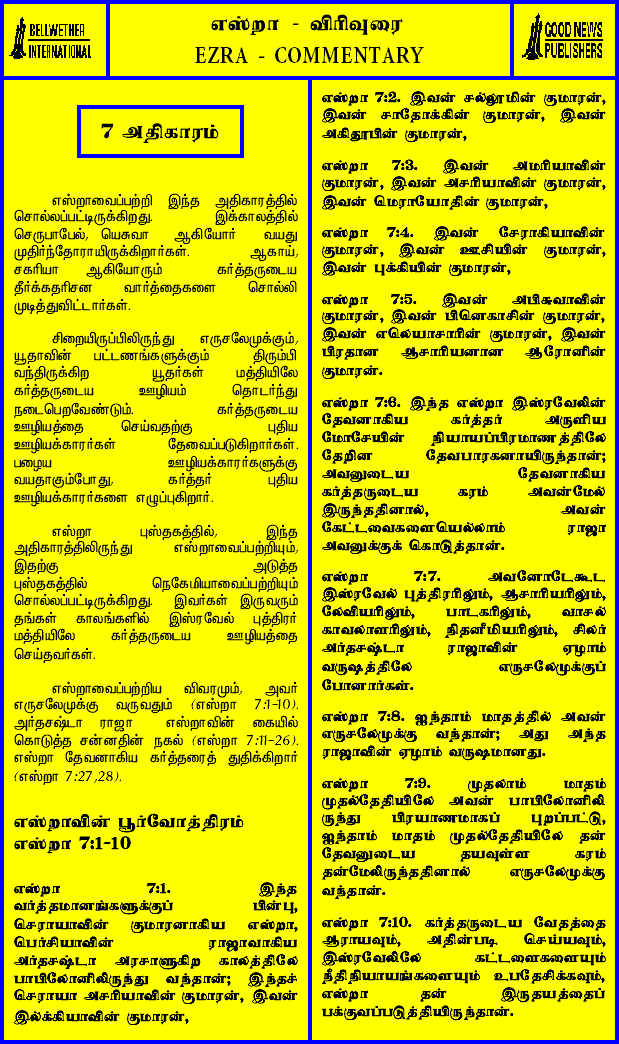 BELLWETHER
INTERNATIONAL
எஸ்றா - விரிவுரை
EZRA - COMMENTARY
GOOD NEWS
PUBLISHERS
7 அதிகாரம்
எஸ்றாவைப்பற்றி இந்த அதிகாரத்தில்
சொல்லப்பட்டிருக்கிறது. இக்காலத்தில்
செருபாபேல், யெசுவா ஆகியோர் வயது
முதிர்ந்தோராயிருக்கிறார்கள். ஆகாய்,
சகரியா ஆகியோரும் கர்த்தருடைய
தீர்க்கதரிசன வார்த்தைகளை சொல்லி
முடித்துவிட்டார்கள்.
சிறையிருப்பிலிருந்து எருசலேமுக்கும்,
யூதாவின் பட்டணங்களுக்கும் திரும்பி
வந்திருக்கிற யூதர்கள் மத்தியிலே
கர்த்தருடைய ஊழியம் தொடர்ந்து
நடைபெறவேண்டும். கர்த்தருடைய
ஊழியத்தை செய்வதற்கு புதிய
ஊழியக்காரர்கள் தேவைப்படுகிறார்கள்.
பழைய ஊழியக்காரர்களுக்கு
வயதாகும்போது, கர்த்தர் புதிய
ஊழியக்காரர்களை எழுப்புகிறார்.
எஸ்றா புஸ்தகத்தில், இந்த
அதிகாரத்திலிருந்து எஸ்றாவைப்பற்றியும்,
இதற்கு அடுத்த
புஸ்தகத்தில் நெகேமியாவைப்பற்றியும்
சொல்லப்பட்டிருக்கிறது. இவர்கள் இருவரும்
தங்கள் காலங்களில் இஸ்ரவேல் புத்திரர்
மத்தியிலே கர்த்தருடைய ஊழியத்தை
செய்தவர்கள்.
எஸ்றாவைப்பற்றிய விவரமும், அவர்
எருசலேமுக்கு வருவதும் (எஸ்றா 7:1-10).
அர்தசஷ்டா ராஜா எஸ்றாவின் கையில்
கொடுத்த சன்னதின் நகல் (எஸ்றா 7:11-26).
எஸ்றா தேவனாகிய கர்த்தரைத் துதிக்கிறார்
(எஸ்றா 7:27,28).
எஸ்றாவின் பூர்வோத்திரம்
எஸ்றா 7:1-10
எஸ்றா 7:1. இந்த
வர்த்தமானங்களுக்குப் பின்பு,
செராயாவின் குமாரனாகிய எஸ்றா,
பெர்சியாவின் ராஜாவாகிய
அர்தசஷ்டா அரசாளுகிற காலத்திலே
பாபிலோனிலிருந்து வந்தான்; இந்தச்
செராயா அசரியாவின் குமாரன், இவன்
இல்க்கியாவின் குமாரன்,
எஸ்றா 7:2. இவன் சல்லூமின் குமாரன்,
இவன் சாதோக்கின் குமாரன், இவன்
அகிதூபின் குமாரன்,
எஸ்றா 7:3. இவன் அமரியாவின்
குமாரன், இவன் அசரியாவின் குமாரன்,
இவன் மெராயோதின் குமாரன்,
எஸ்றா 7:4. இவன் சேராகியாவின்
குமாரன், இவன் ஊசியின் குமாரன்,
இவன் புக்கியின் குமாரன்,
எஸ்றா 7:5. இவன் அபிசுவாவின்
குமாரன், இவன் பினெகாசின் குமாரன்,
இவன் எலெயாசாரின் குமாரன், இவன்
பிரதான ஆசாரியனான ஆரோனின்
குமாரன்.
எஸ்றா 7:6. இந்த எஸ்றா இஸ்ரவேலின்
தேவனாகிய கர்த்தர் அருளிய
மோசேயின் நியாயப்பிரமாணத்திலே
தேறின வேதபாரகனாயிருந்தான்;
அவனுடைய தேவனாகிய
கர்த்தருடைய கரம் அவன்மேல்
இருந்ததினால், அவன்
கேட்டவைகளையெல்லாம் ராஜா
அவனுக்குக் கொடுத்தான்.
எஸ்றா 7:7. அவனோடேகூட
இஸ்ரவேல் புத்திரரிலும், ஆசாரியரிலும்,
லேவியரிலும், பாடகரிலும், வாசல்
காவலாளரிலும், நிதனீமியரிலும், சிலர்
அர்தசஷ்டா ராஜாவின் ஏழாம்
வருஷத்திலே எருசலேமுக்குப்
போனார்கள்.
எஸ்றா 7:8. ஐந்தாம் மாதத்தில் அவன்
எருசலேமுக்கு வந்தான்; அது அந்த
ராஜாவின் ஏழாம் வருஷமானது.
எஸ்றா 7:9. முதலாம் மாதம்
முதல்தேதியிலே அவன் பாபிலோனிலி
ருந்து பிரயாணமாகப் புறப்பட்டு,
ஐந்தாம் மாதம் முதல்தேதியிலே தன்
தேவனுடைய தயவுள்ள கரம்
தன்மேலிருந்ததினால் எருசலேமுக்கு
வந்தான்.
எஸ்றா 7:10. கர்த்தருடைய வேதத்தை
ஆராயவும், அதின்படி செய்யவும்,
இஸ்ரவேலிலே கட்டளைகளையும்
நீதிநியாயங்களையும் உபதேசிக்கவும்,
எஸ்றா தன் இருதயத்தைப்
பக்குவப்படுத்தியிருந்தான்.